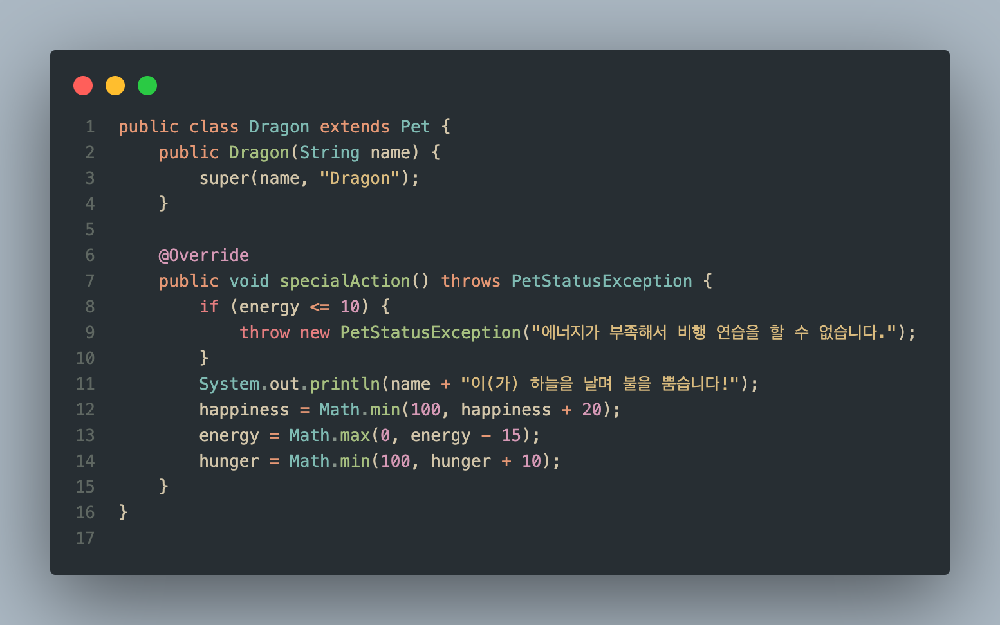 1 public class Dragon extends Pet {
2     public Dragon(String name) {
3         super(name, "Dragon");
4     }
5
6     @Override
7     public void specialAction() throws PetStatusException {
8         if (energy <= 10) {
9             throw new PetStatusException("에너지가 부족해서 비행 연습을 할 수 없습니다.");
10         }
11         System.out.println(name + "이(가) 하늘을 날며 불을 뿜습니다!");
12         happiness = Math.min(100, happiness + 20);
13         energy = Math.max(0, energy - 15);
14         hunger = Math.min(100, hunger + 10);
15     }
16 }
17